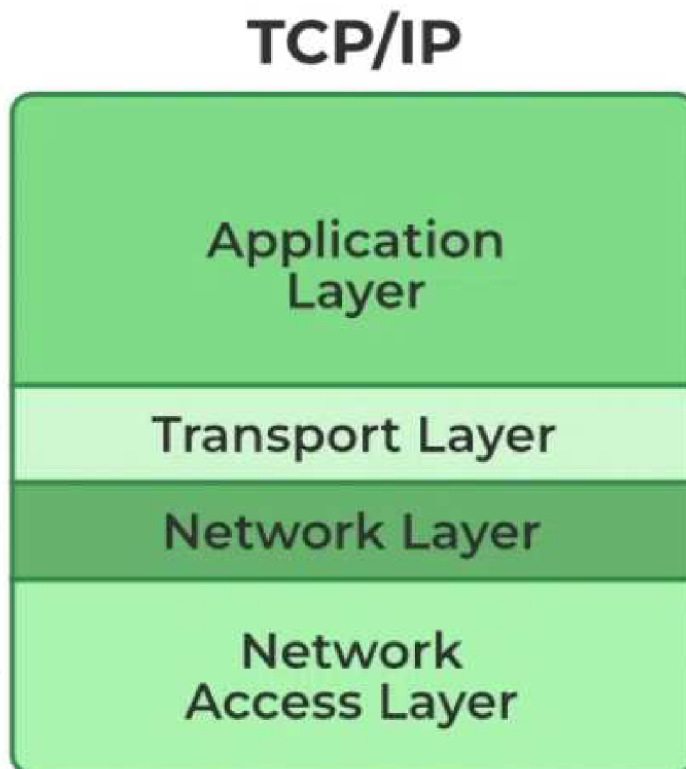 TCP/IP
Application
Layer
Transport Layer
Network Layer
Network
Access Layer